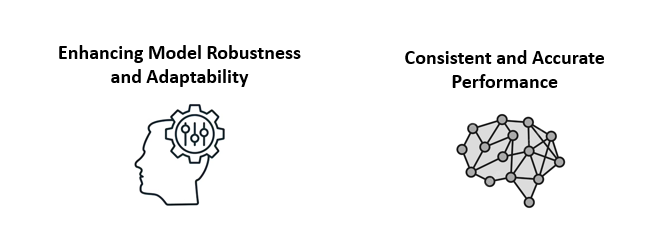 Enhancing Model Robustness
and Adaptability
Consistent and Accurate
Performance